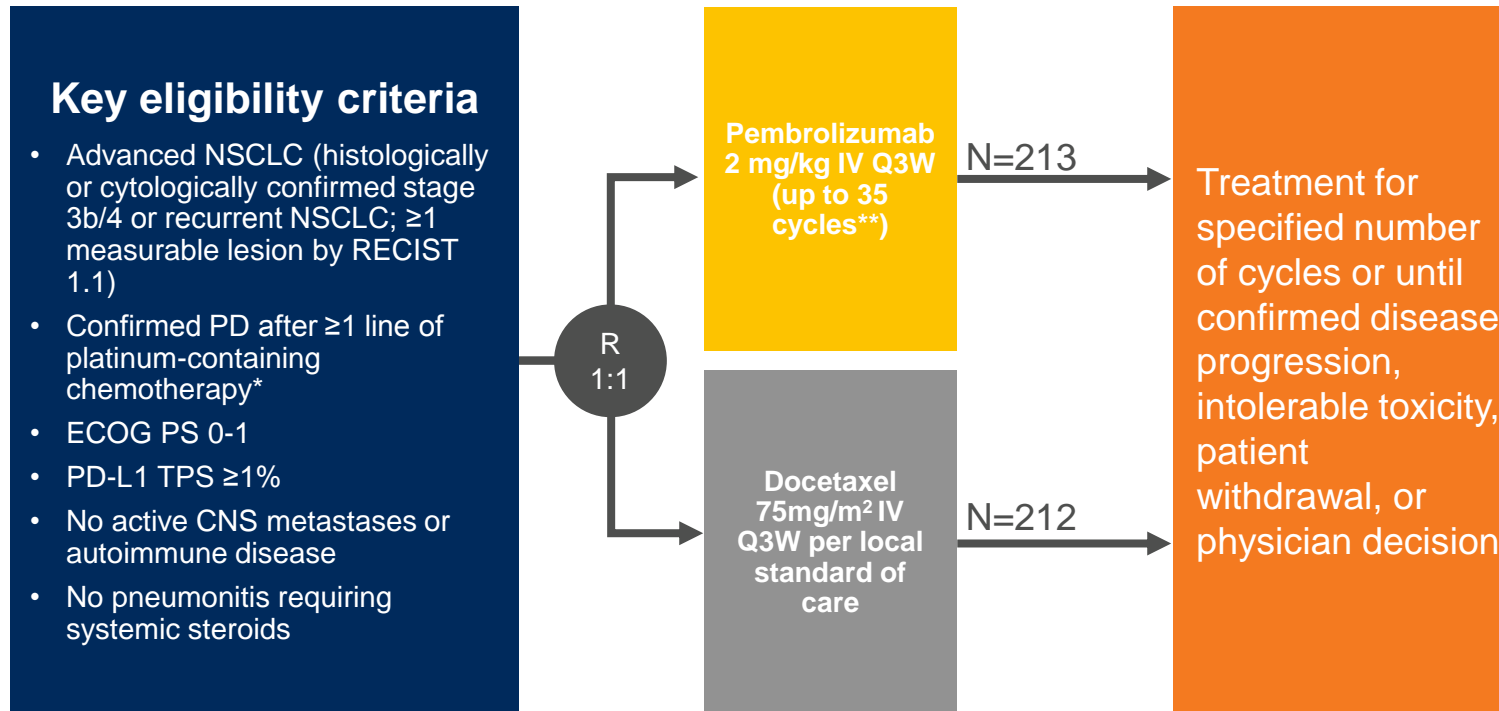 Key eligibility criteria
• Advanced NSCLC (histologically
or cytologically confirmed stage
3b/4 or recurrent NSCLC; ≥1
measurable lesion by RECIST
1.1)
• Confirmed PD after ≥1 line of
platinum-containing
chemotherapy*
• ECOG PS 0-1
• PD-L1 TPS ≥1%
• No active CNS metastases or
autoimmune disease
• No pneumonitis requiring
systemic steroids
R
1:1
Pembrolizumab
2 mg/kg IV Q3W
(up to 35
cycles**)
N=213
Docetaxel
75mg/m² IV
Q3W per local
standard of
care
N=212
Treatment for
specified number
of cycles or until
confirmed disease
progression,
intolerable toxicity,
patient
withdrawal, or
physician decision